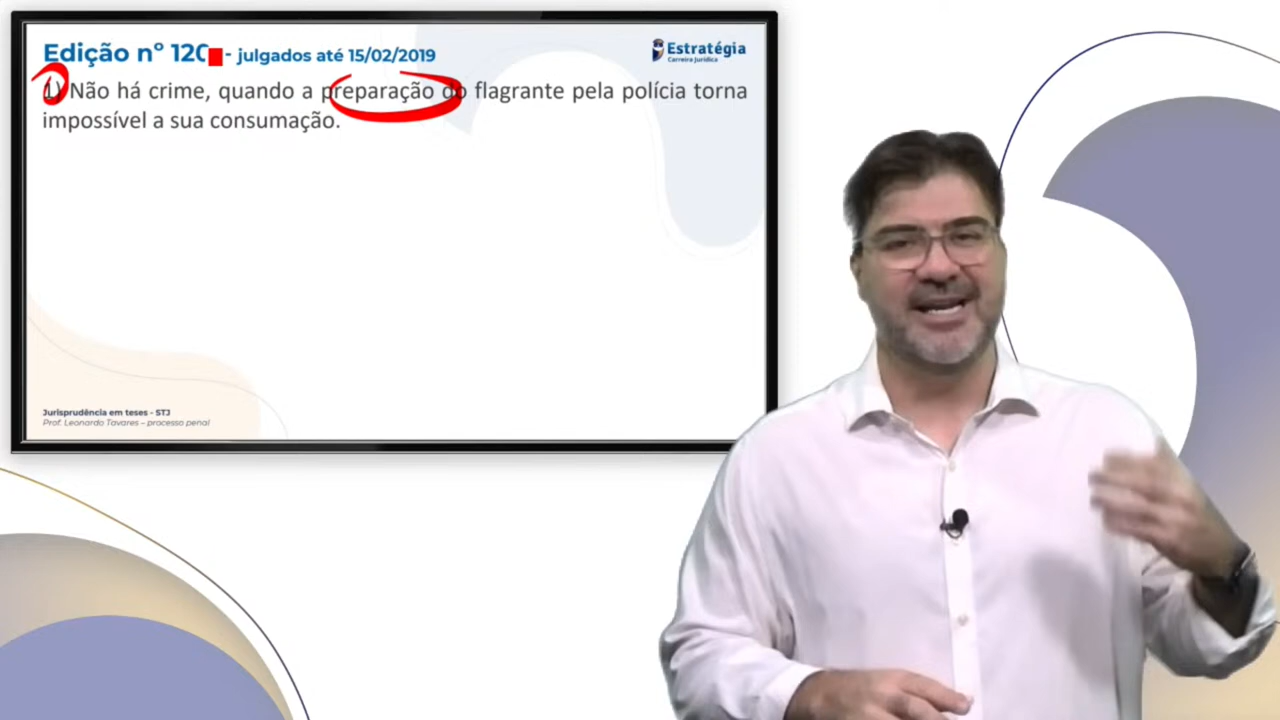 Edição nº 120 - julgados até 15/02/2019
Estratégia
Carreira Jurídica
1) Não há crime, quando a preparação do flagrante pela polícia torna
impossível a sua consumação.
Jurisprudência em teses - STJ
Prof. Leonardo Tavares – processo penal